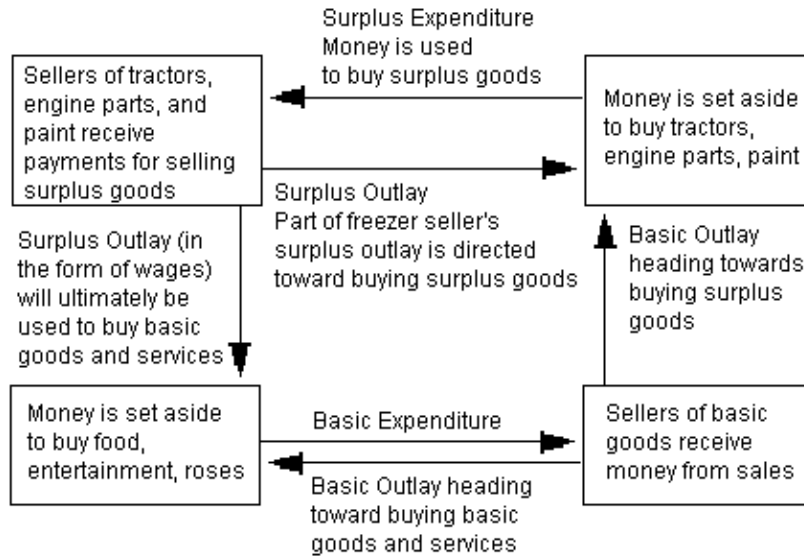 Surplus Expenditure
Money is used
to buy surplus goods
Sellers of tractors,
engine parts, and
paint receive
payments for selling
surplus goods
Money is set aside
to buy tractors,
engine parts, paint
Surplus Outlay
Part of freezer seller's
surplus outlay is directed
toward buying surplus goods
Surplus Outlay (in
the form of wages)
will ultimately be
used to buy basic
goods and services
Basic Outlay
heading towards
buying surplus
goods
Money is set aside
to buy food,
entertainment, roses
Basic Expenditure
Sellers of basic
goods receive
money from sales
Basic Outlay heading
toward buying basic
goods and services